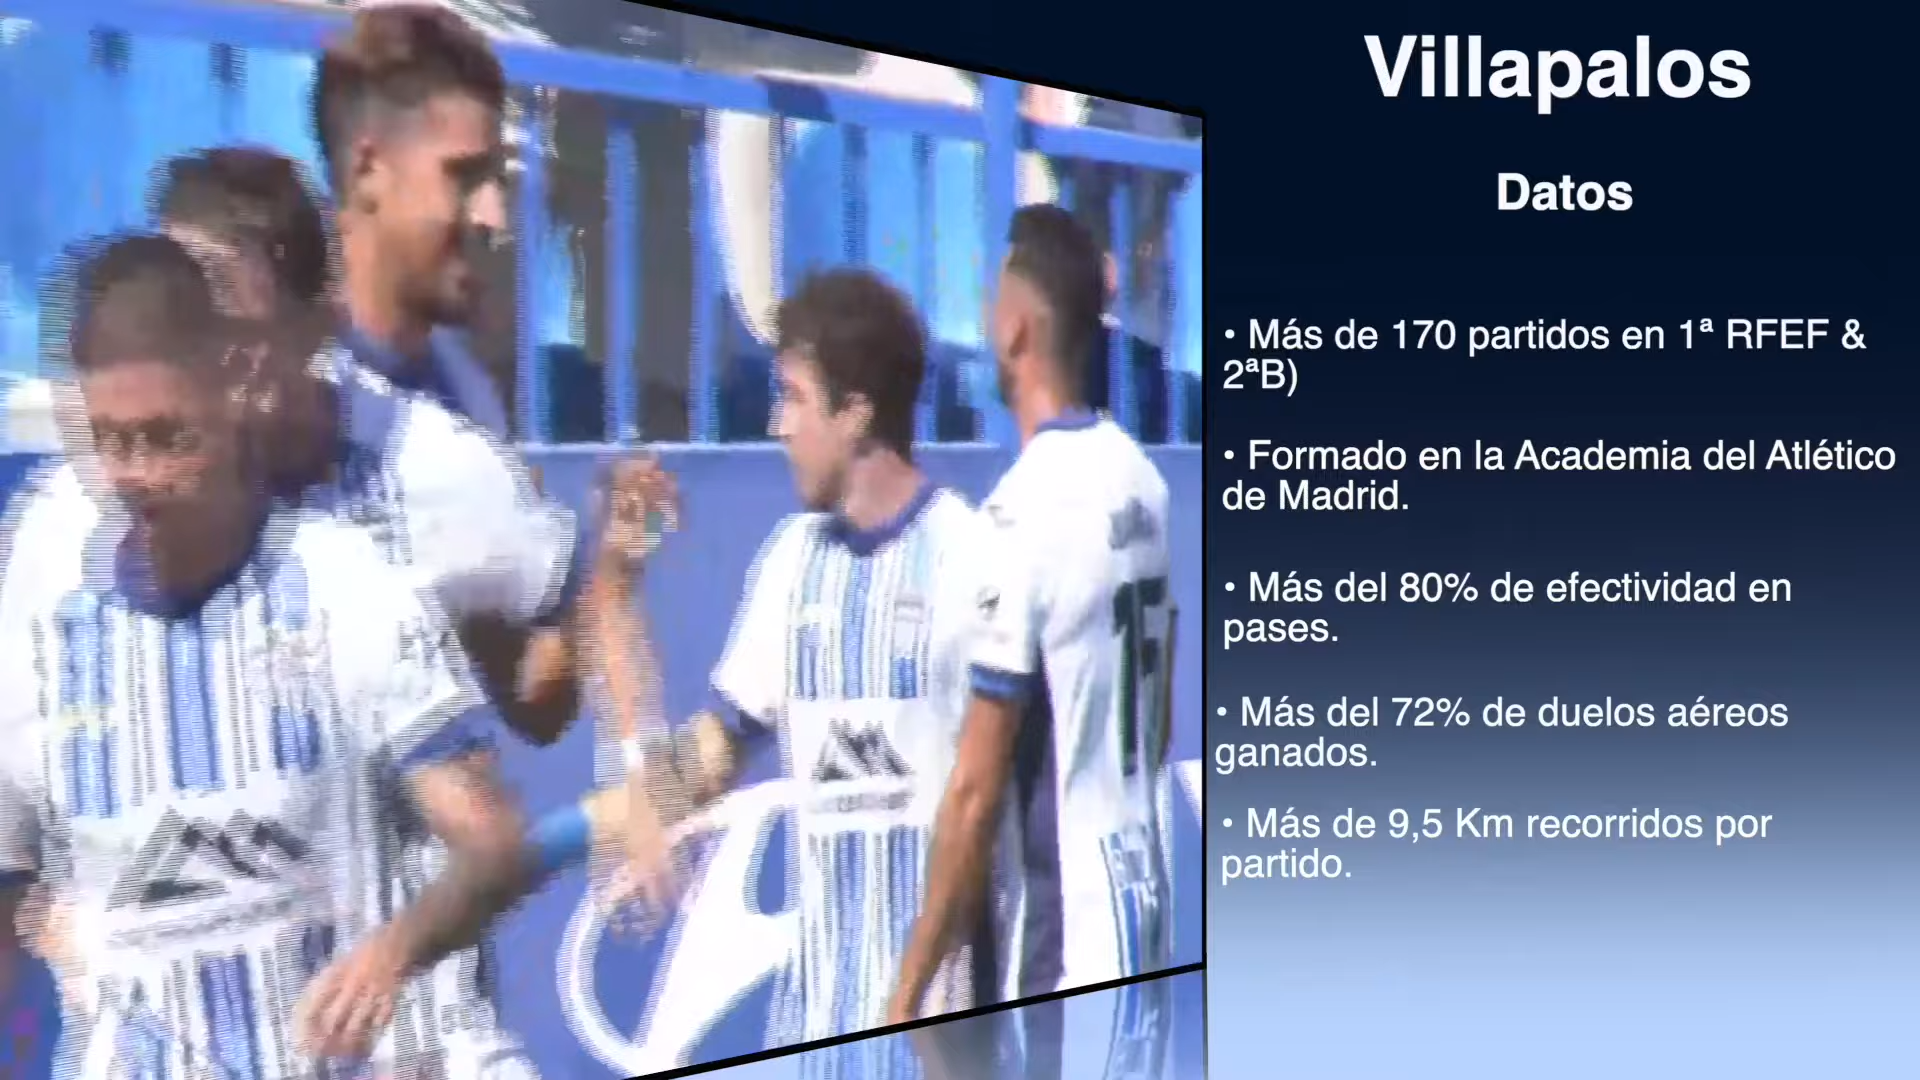 Villapalos
Datos
• Más de 170 partidos en 1ª RFEF &
2ªB)
• Formado en la Academia del Atlético
de Madrid.
• Más del 80% de efectividad en
pases.
• Más del 72% de duelos aéreos
ganados.
• Más de 9,5 Km recorridos por
partido.